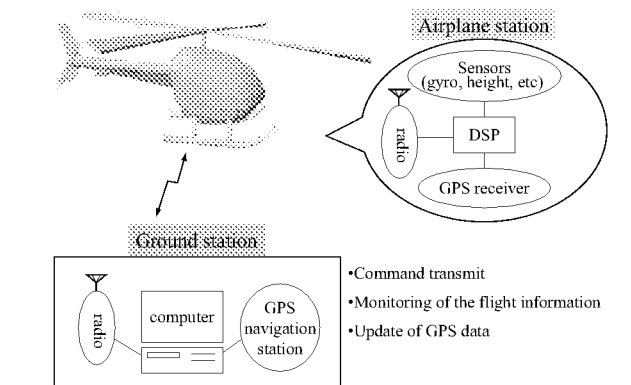 Airplane station
Sensors
(gyro, height, etc)
radio
DSP
GPS receiver
Ground station
radio
computer
GPS
navigation
station
•Command transmit
•Monitoring of the flight information
•Update of GPS data